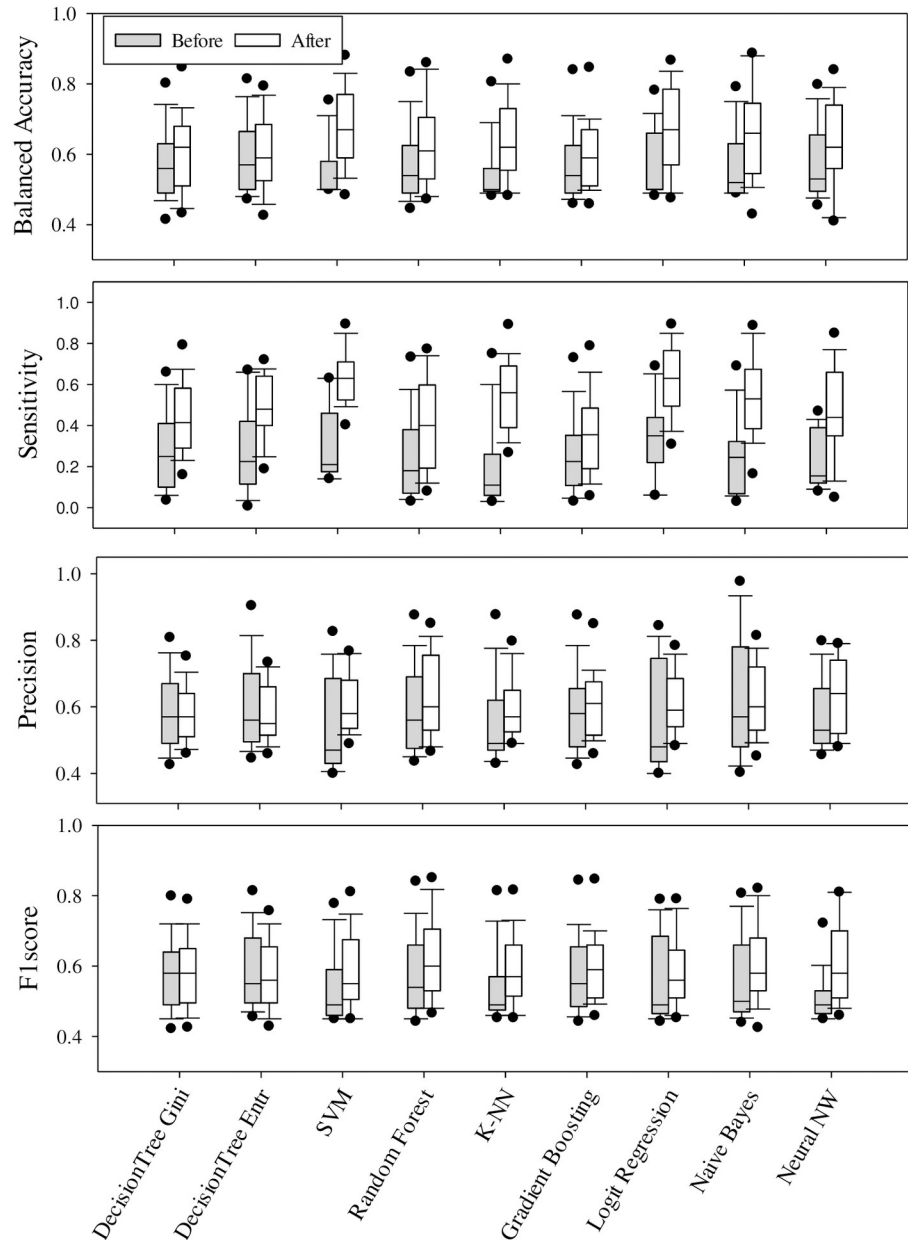 1.0
Before After
0.8
0.6
0.4
Balanced Accuracy
1.0
0.8
0.6
0.4
0.2
0.0
Sensitivity
1.0
0.8
0.6
0.4
Precision
1.0
0.8
0.6
0.4
F1score
DecisionTree Gini
DecisionTree Entr
SVM
Random Forest
K-NN
Gradient Boosting
Logit Regression
Naive Bayes
Neural NW